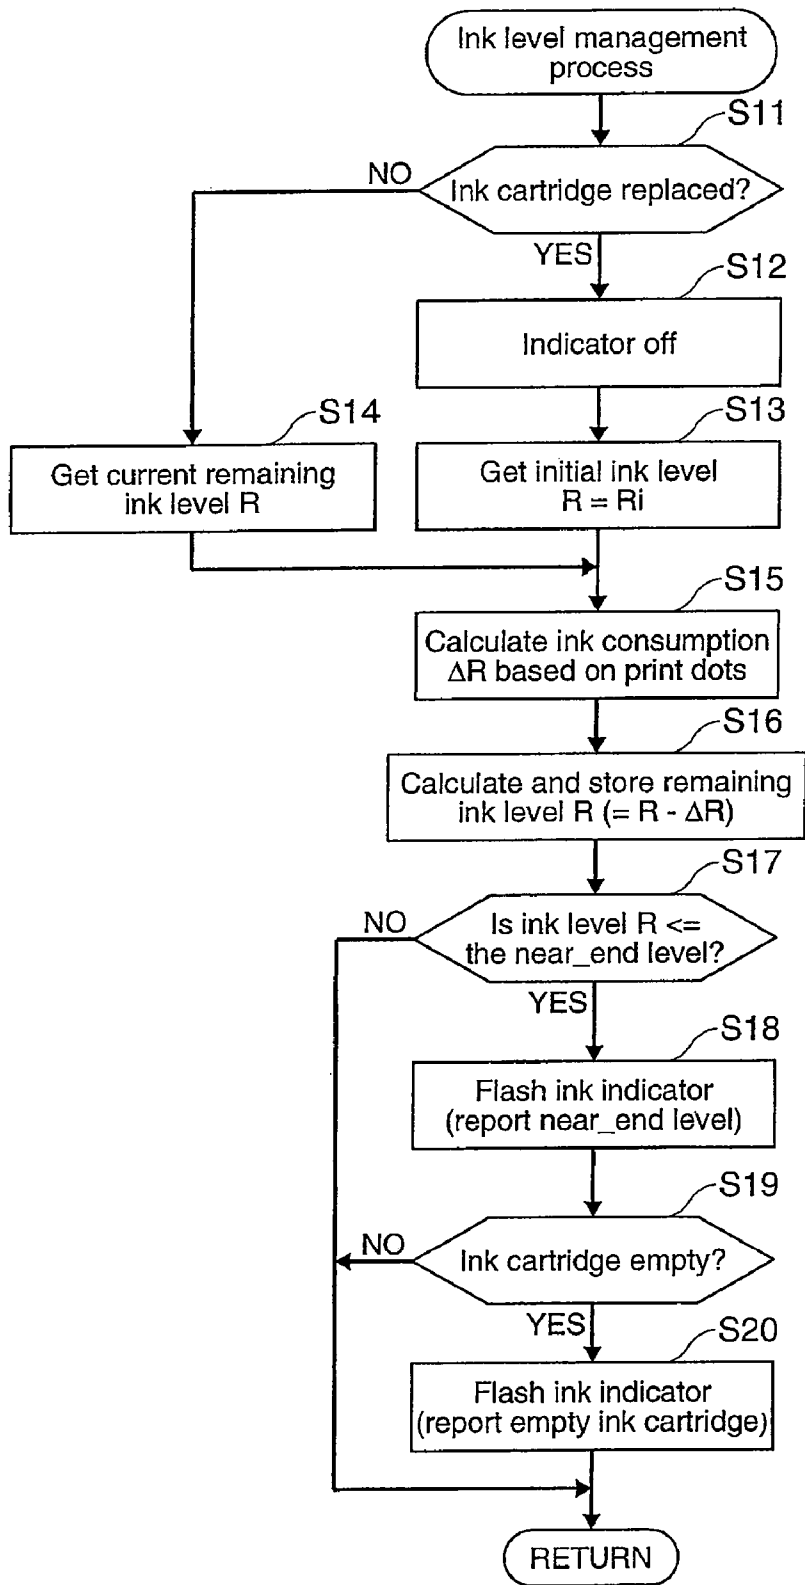 Ink level management
process
S11
NO
Ink cartridge replaced?
YES
S12
Indicator off
S14
S13
Get current remaining
ink level R
Get initial ink level
R = Ri
S15
Calculate ink consumption
ΔR based on print dots
S16
Calculate and store remaining
ink level R (= R - ΔR)
S17
NO
Is ink level R <=
the near_end level?
YES
S18
Flash ink indicator
(report near_end level)
S19
NO
Ink cartridge empty?
YES
S20
Flash ink indicator
(report empty ink cartridge)
RETURN